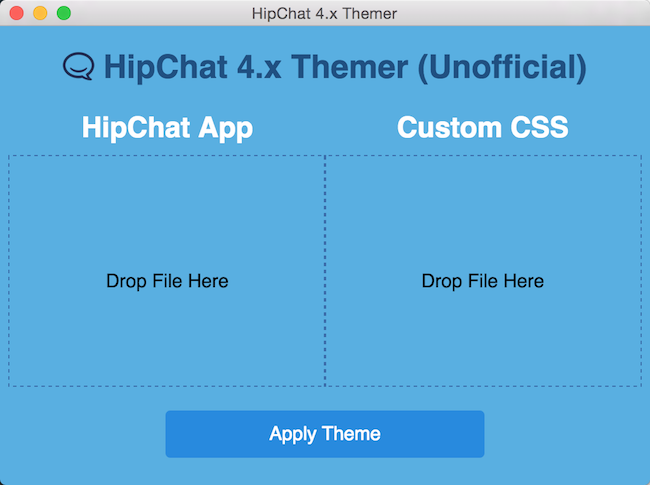 HipChat 4.x Themer
HipChat 4.x Themer (Unofficial)
HipChat App
Custom CSS
Drop File Here
Drop File Here
Apply Theme